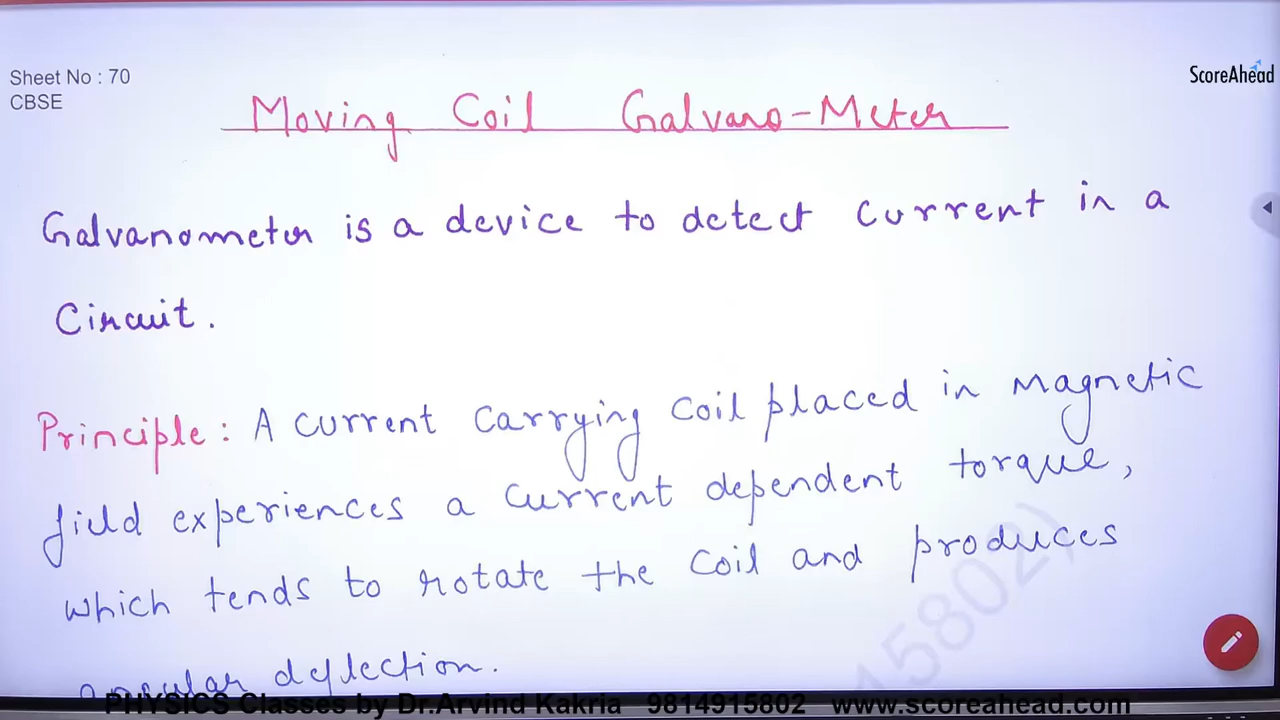 Sheet No : 70
CBSE
ScoreAhead
Moving Coil Galvano-Meter
Galvanometer is a device to detect current in a
Circuit.
Principle: A current carrying coil placed in magnetic
field experiences a current dependent torque,
which tends to rotate the coil and produces
angular deflection.
15802)
PHYSICS Classes by Dr.Arvind Kakria 9814915802 www.scoreahead.com